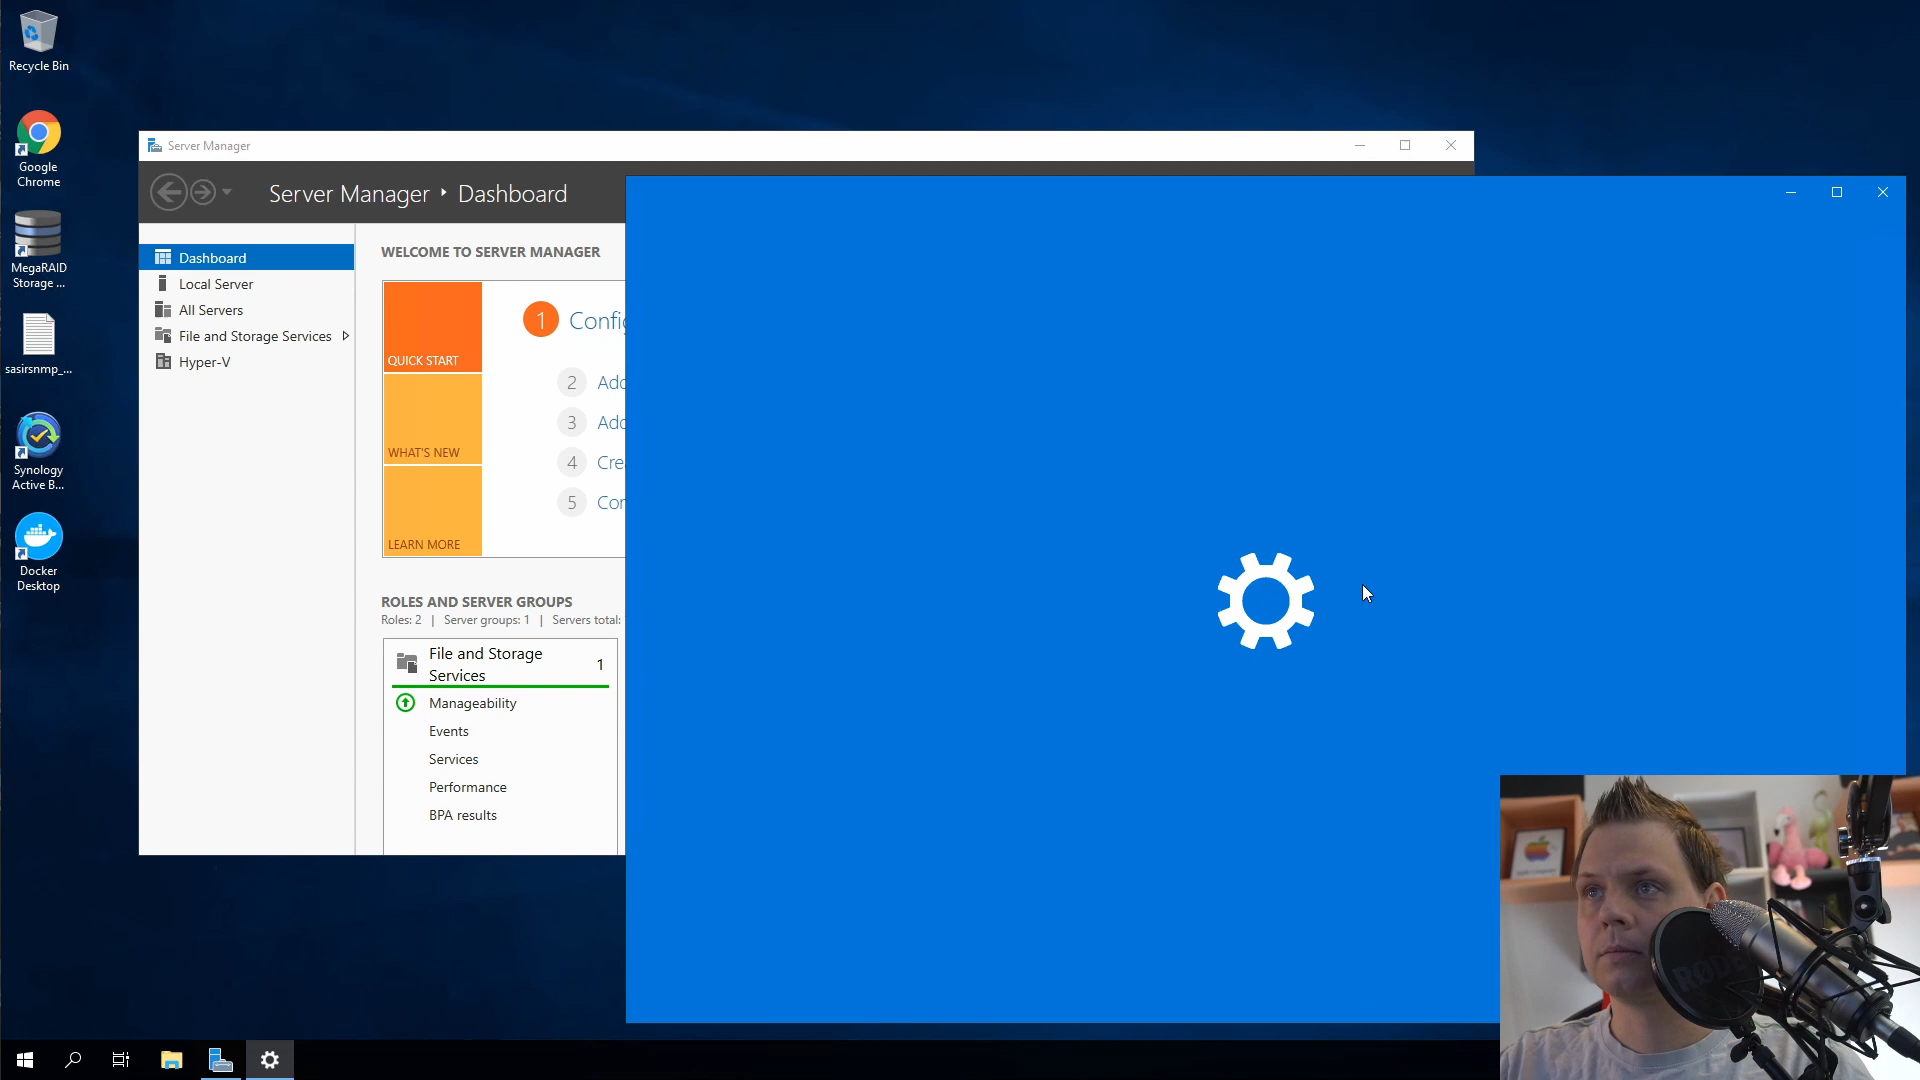 Recycle Bin
Google
Chrome
MegaRAID
Storage ...
sasirsnmp_...
Synology
Active B...
Docker
Desktop
Server Manager
Server Manager
Dashboard
Dashboard
Local Server
All Servers
File and Storage Services
Hyper-V
WELCOME TO SERVER MANAGER
QUICK START
WHAT'S NEW
LEARN MORE
1 Config
2 Add
3 Add
4 Cre
5 Con
ROLES AND SERVER GROUPS
Roles: 2 | Server groups: 1 | Servers total:
File and Storage
Services
1
Manageability
Events
Services
Performance
BPA results
RODE